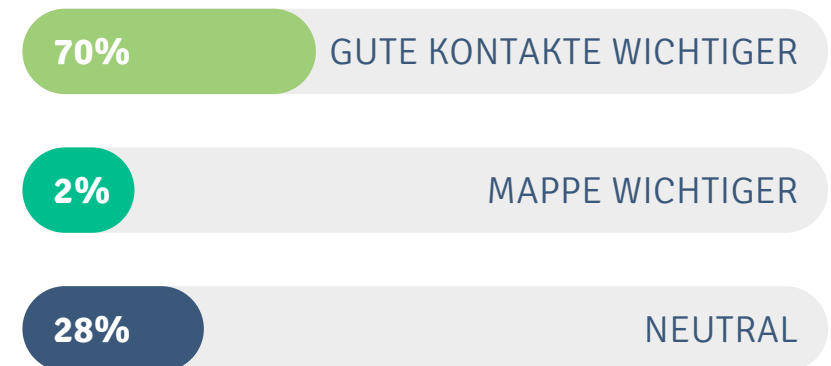 70% GUTE KONTAKTE WICHTIGER
2% MAPPE WICHTIGER
28% NEUTRAL